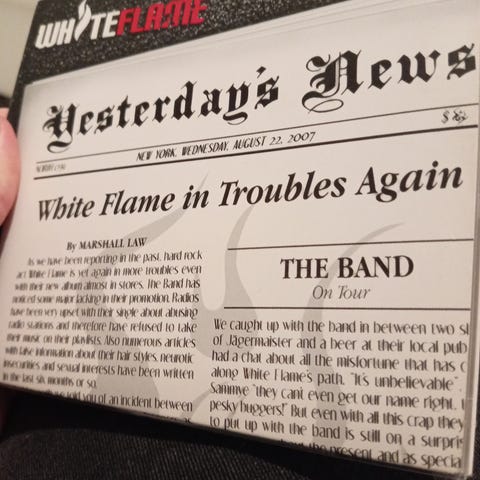 WHITEFLAME
Yesterday's News
NEW YORK, WEDNESDAY, AUGUST 22, 2007
White Flame in Troubles Again
By MARSHALL LAW
As we have been reporting in the past, hard rock
act White Flame is yet again in more troubles even
with their new album almost in stores. The Band has
noticed some major lacking in their promotion. Radios
have been very upset with their single about abusing
radio stations and therefore have refused to take
their music on their playlists. Also numerous articles
with false information about their hair styles, neurotic
insecurities and sexual interests have been written
in the last six months or so.
told you of an incident between
THE BAND
On Tour
We caught up with the band in between two
of Jägermaister and a beer at their local pub
had a chat about all the misfortune that has
along White Flame's path. "It's unbelievable".
Sammye "they cant even get our name right.
pesky buggers!" But even with all this crap they
to put up with the band is still on a
the present and as